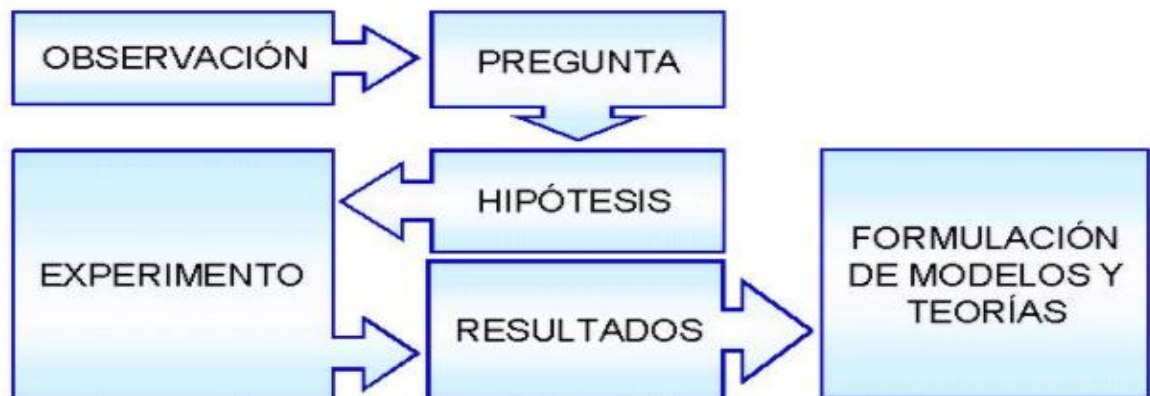 OBSERVACIÓN
PREGUNTA
HIPÓTESIS
EXPERIMENTO
RESULTADOS
FORMULACIÓN
DE MODELOS Y
TEORÍAS